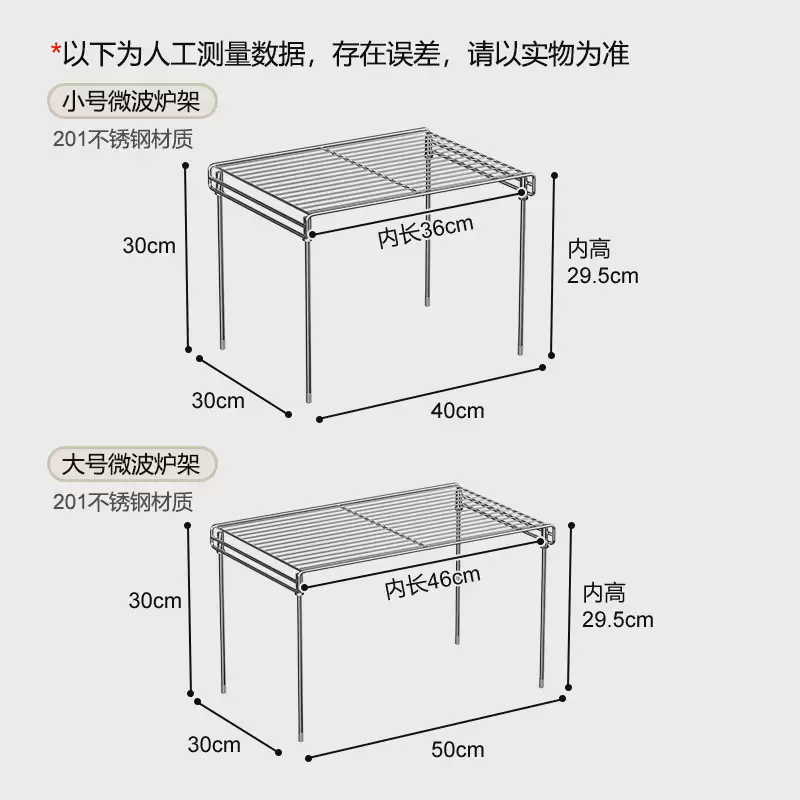 *以下为人工测量数据，存在误差，请以实物为准
小号微波炉架
201不锈钢材质
30cm
内长36cm
内高
29.5cm
30cm
40cm
大号微波炉架
201不锈钢材质
30cm
内长46cm
内高
29.5cm
30cm
50cm